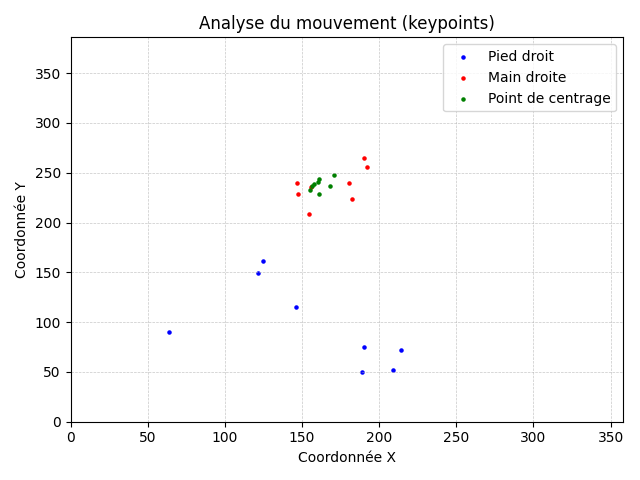 Analyse du mouvement (keypoints)
Pied droit
Main droite
Point de centrage
Coordonnée Y
350
300
250
200
150
100
50
0
0 50 100 150 200 250 300 350
Coordonnée X